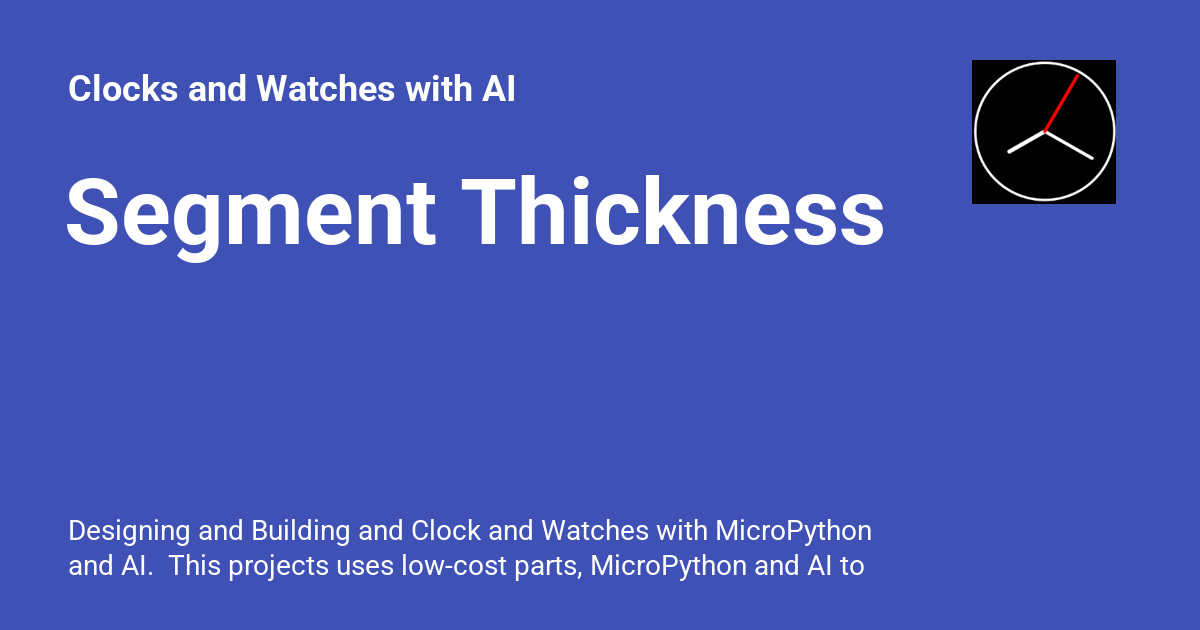 Clocks and Watches with AI
Segment Thickness
Designing and Building and Clock and Watches with MicroPython
and AI.  This projects uses low-cost parts, MicroPython and AI to